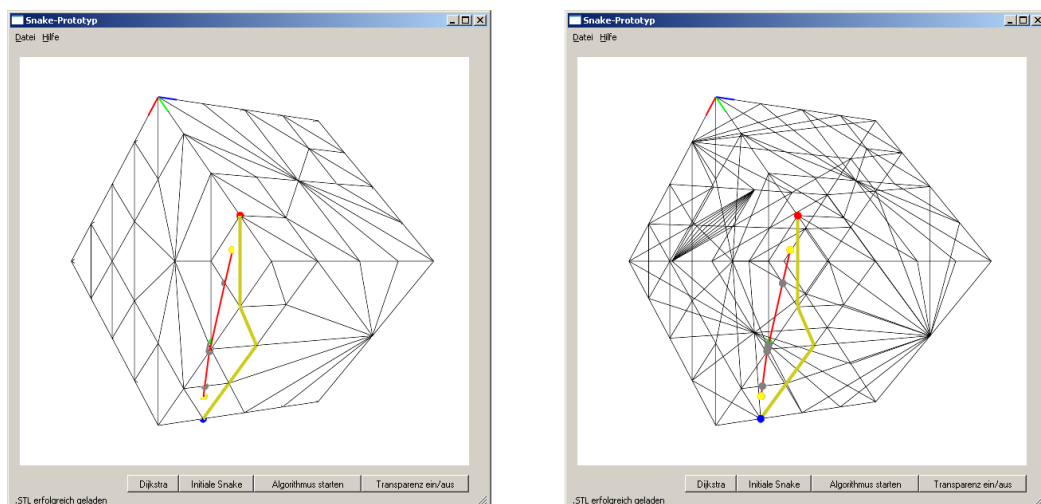 Snake-Prototyp
Datei Hilfe
Dijkstra Initiale Snake Algorithmus starten Transparenz ein/aus
.STL erfolgreich geladen
Snake-Prototyp
Datei Hilfe
Dijkstra Initiale Snake Algorithmus starten Transparenz ein/aus
.STL erfolgreich geladen